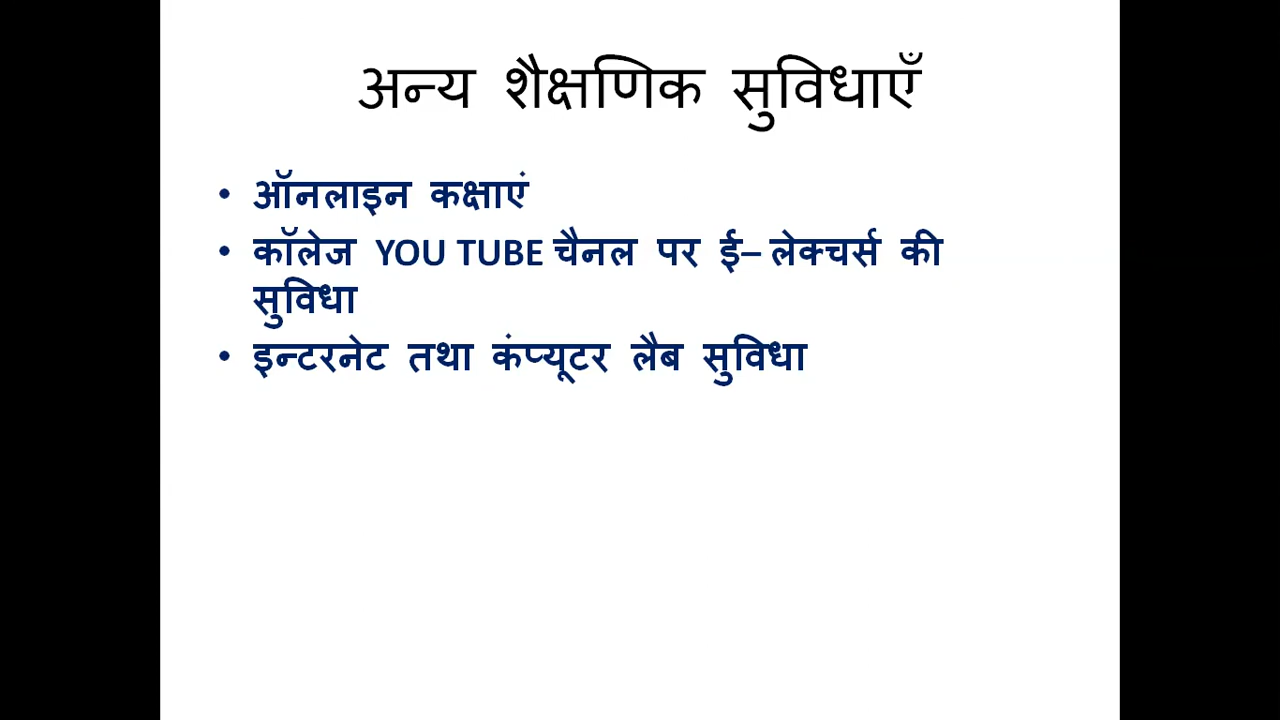 अन्य शैक्षणिक सुविधाएँ
• ऑनलाइन कक्षाएं
• कॉलेज YOU TUBE चैनल पर ई– लेक्चर्स की
सुविधा
• इन्टरनेट तथा कंप्यूटर लैब सुविधा